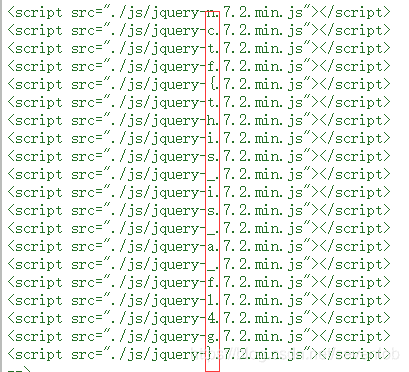 <script src="./js/jquery-n.7.2.min.js"></script>
<script src="./js/jquery-c.7.2.min.js"></script>
<script src="./js/jquery-t.7.2.min.js"></script>
<script src="./js/jquery-f.7.2.min.js"></script>
<script src="./js/jquery-{.7.2.min.js"></script>
<script src="./js/jquery-t.7.2.min.js"></script>
<script src="./js/jquery-h.7.2.min.js"></script>
<script src="./js/jquery-i.7.2.min.js"></script>
<script src="./js/jquery-s.7.2.min.js"></script>
<script src="./js/jquery-_.7.2.min.js"></script>
<script src="./js/jquery-i.7.2.min.js"></script>
<script src="./js/jquery-s.7.2.min.js"></script>
<script src="./js/jquery-_.7.2.min.js"></script>
<script src="./js/jquery-a.7.2.min.js"></script>
<script src="./js/jquery-_.7.2.min.js"></script>
<script src="./js/jquery-f.7.2.min.js"></script>
<script src="./js/jquery-l.7.2.min.js"></script>
<script src="./js/jquery-4.7.2.min.js"></script>
<script src="./js/jquery-g.7.2.min.js"></script>
<script src="./js/jquery-}.7.2.min.js"></script>
-->